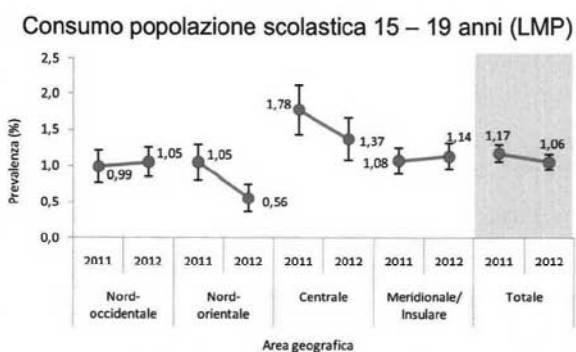 Consumo popolazione scolastica 15 – 19 anni (LMP)
Prevalenza (%)
2,5
2,0
1,5
1,0
0,5
0,0
0,99
1,05
1,05
0,56
1,78
1,37
1,08
1,14
1,17
1,06
2011 2012 2011 2012 2011 2012 2011 2012 2011 2012
Nord-
occidentale
Nord-
orientale
Centrale
Meridionale/
Insulare
Totale
Area geografica